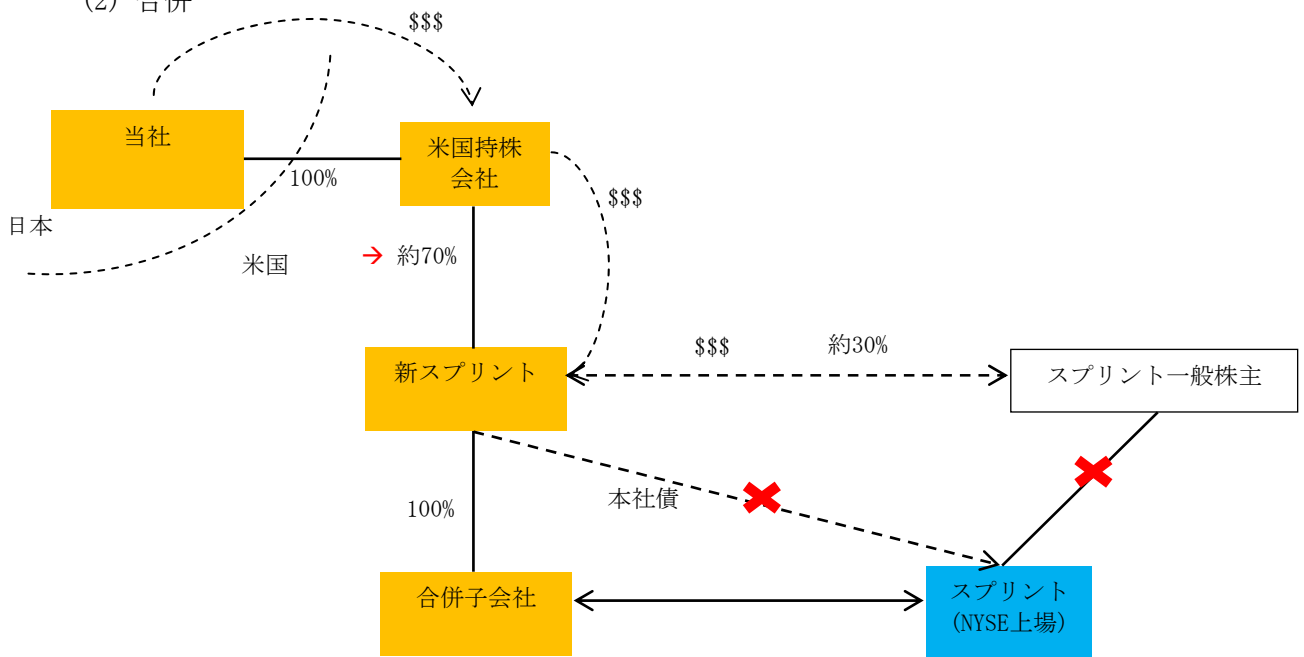 (2) 合併
$$$
当社
米国持株
会社
100%
$$$
日本
米国
→ 約70%
$$$
約30%
新スプリント
スプリント一般株主
本社債
100%
合併子会社
スプリント
(NYSE上場)